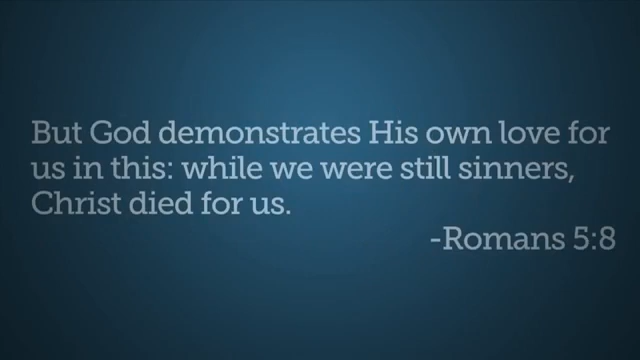 But God demonstrates His own love for
us in this: while we were still sinners,
Christ died for us.
-Romans 5:8